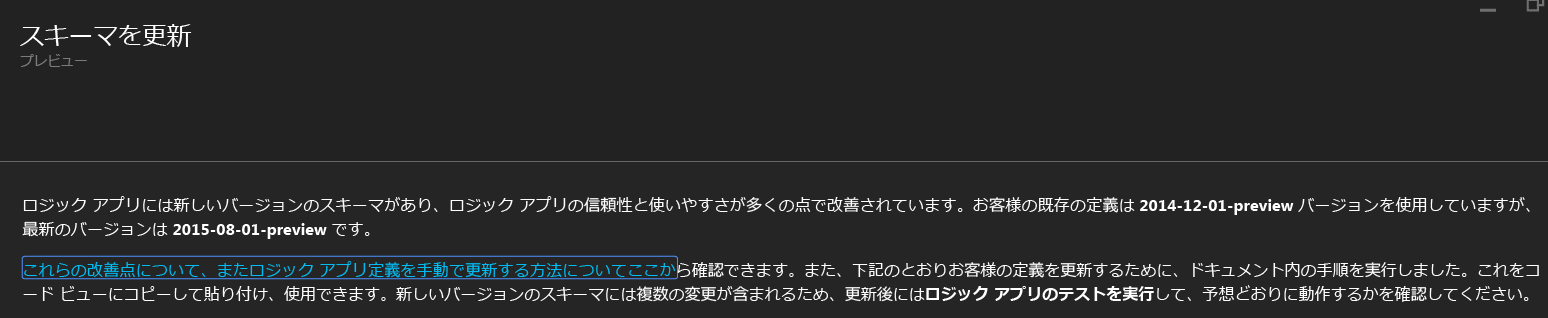 スキーマを更新
プレビュー
ロジック アプリには新しいバージョンのスキーマがあり、ロジック アプリの信頼性と使いやすさが多くの点で改善されています。お客様の既存の定義は 2014-12-01-preview バージョンを使用していますが、
最新のバージョンは 2015-08-01-preview です。
これらの改善点について、またロジック アプリ定義を手動で更新する方法についてここから確認できます。また、下記のとおりお客様の定義を更新するために、ドキュメント内の手順を実行しました。これをコ
ード ビューにコピーして貼り付け、使用できます。新しいバージョンのスキーマには複数の変更が含まれるため、更新後にはロジック アプリのテストを実行して、予想どおりに動作するかを確認してください。